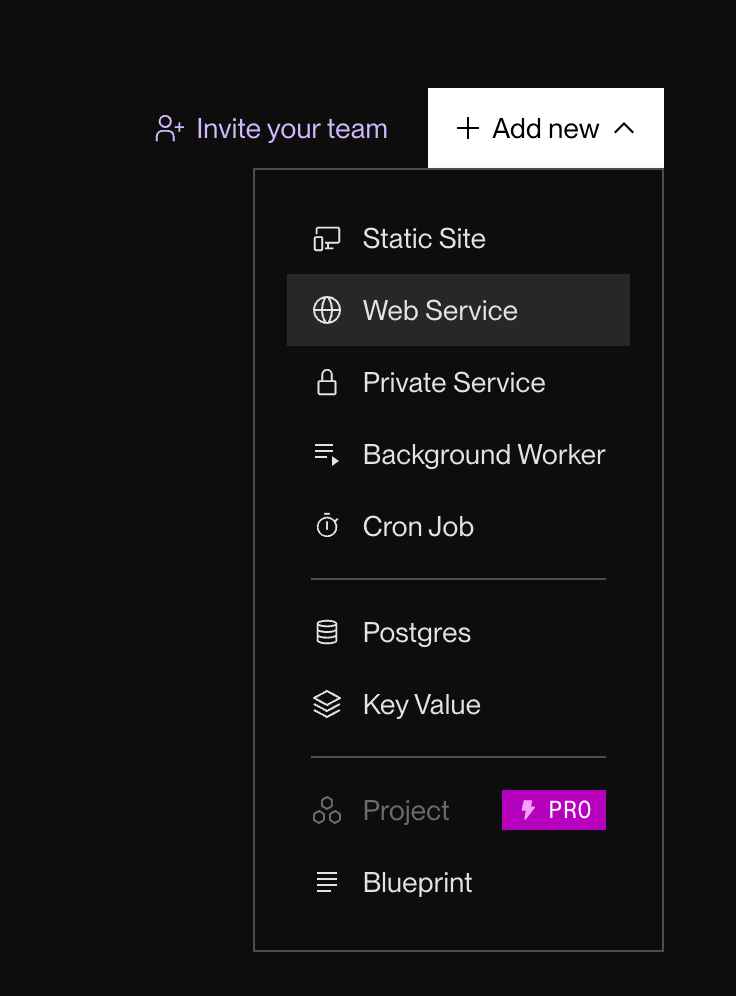 Invite your team
Add new
Static Site
Web Service
Private Service
Background Worker
Cron Job
Postgres
Key Value
Project PRO
Blueprint